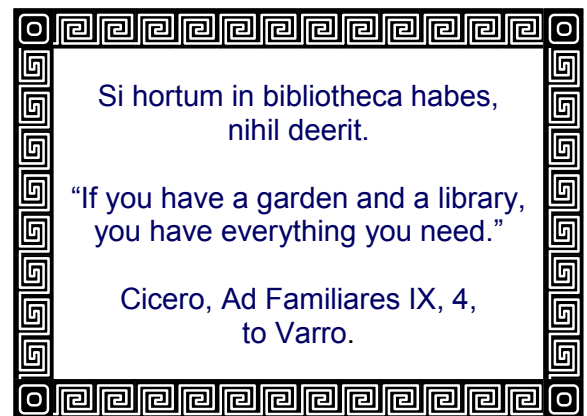 Si hortum in bibliotheca habes,
nihil deerit.
“If you have a garden and a library,
you have everything you need.”
Cicero, Ad Familiares IX, 4,
to Varro.